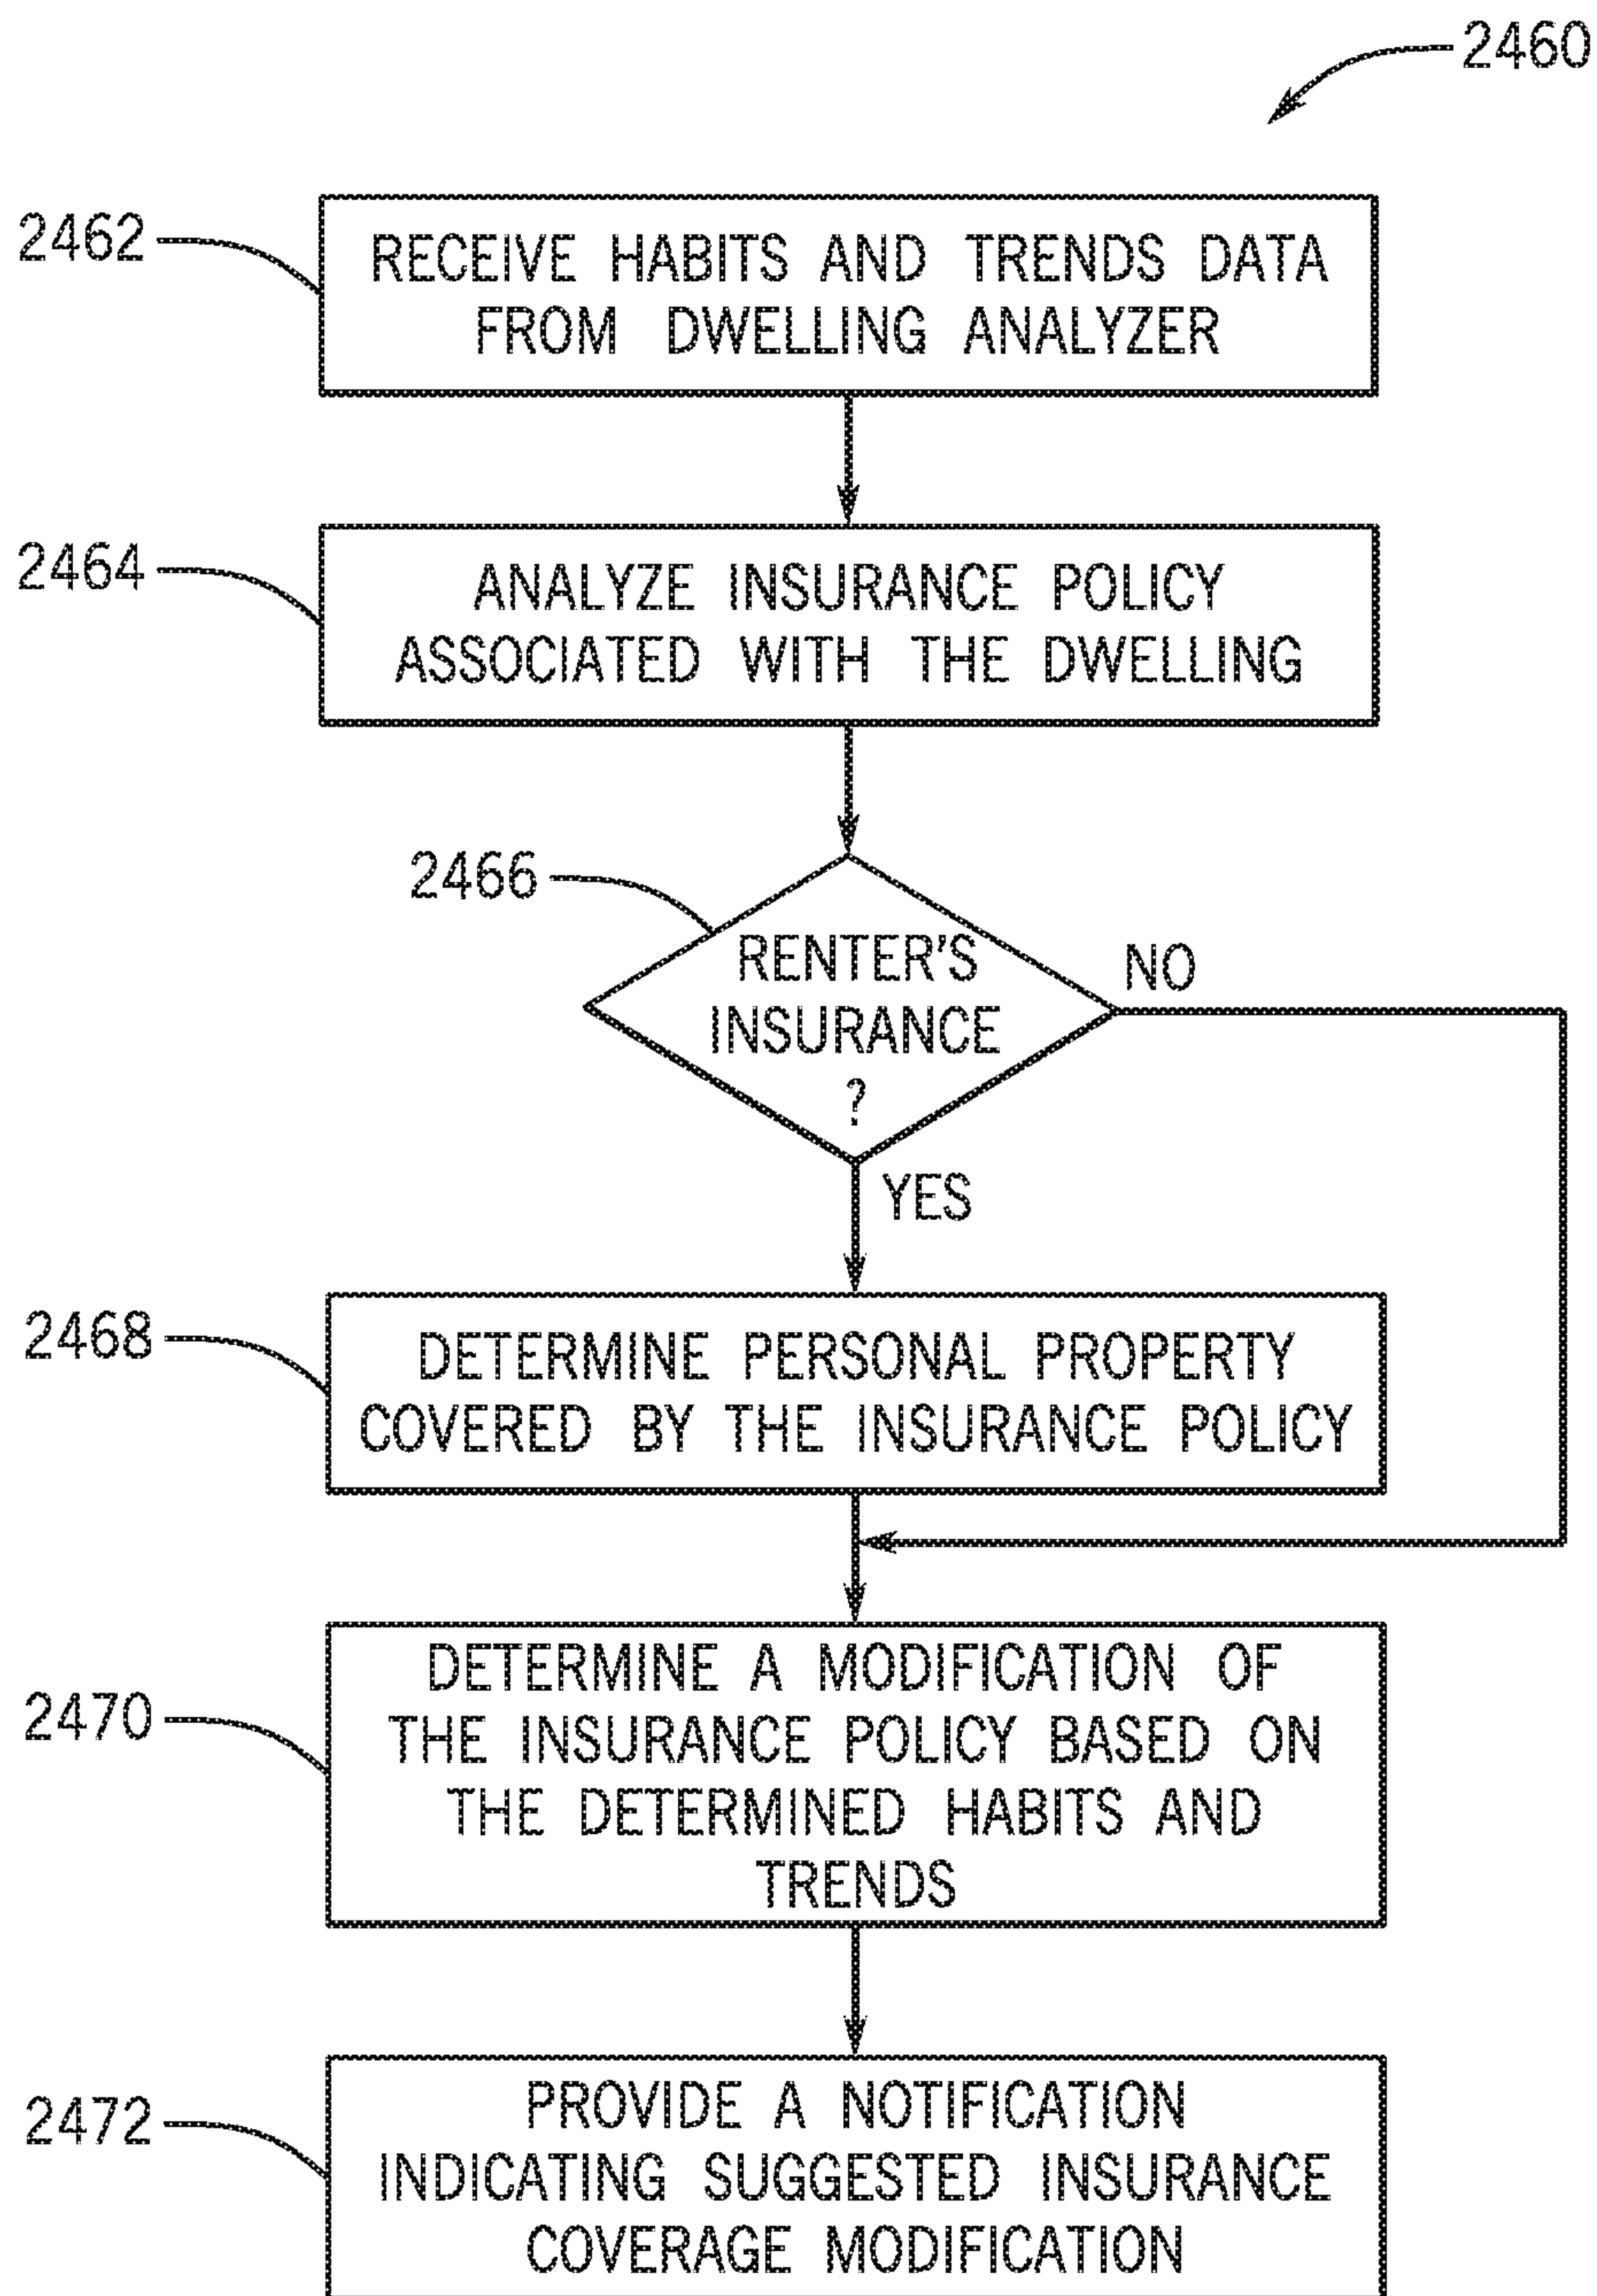 2460
2462
RECEIVE HABITS AND TRENDS DATA
FROM DWELLING ANALYZER
2464
ANALYZE INSURANCE POLICY
ASSOCIATED WITH THE DWELLING
2466
RENTER'S
INSURANCE
?
NO
YES
2468
DETERMINE PERSONAL PROPERTY
COVERED BY THE INSURANCE POLICY
2470
DETERMINE A MODIFICATION OF
THE INSURANCE POLICY BASED ON
THE DETERMINED HABITS AND
TRENDS
2472
PROVIDE A NOTIFICATION
INDICATING SUGGESTED INSURANCE
COVERAGE MODIFICATION